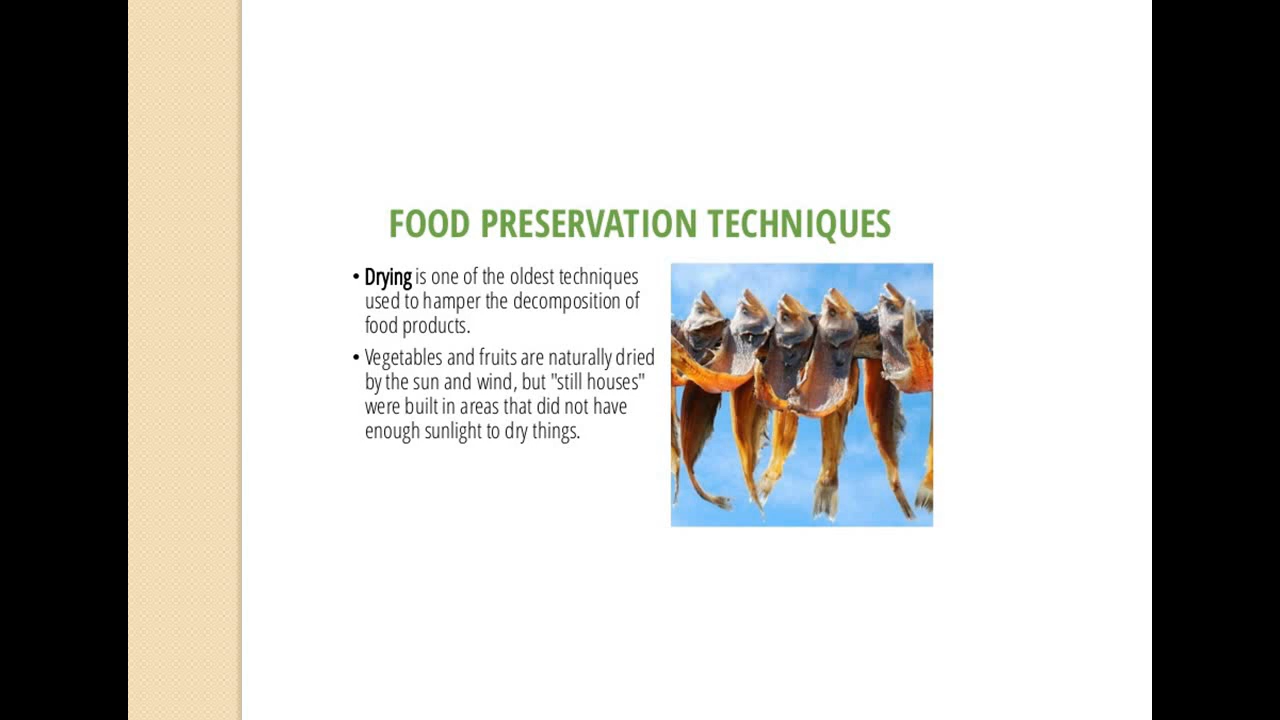 FOOD PRESERVATION TECHNIQUES
• Drying is one of the oldest techniques
used to hamper the decomposition of
food products.
• Vegetables and fruits are naturally dried
by the sun and wind, but "still houses"
were built in areas that did not have
enough sunlight to dry things.